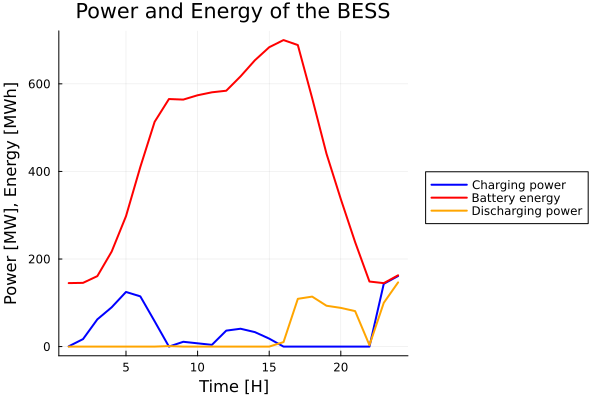 Power and Energy of the BESS
Power [MW], Energy [MWh]
600
400
200
0
5
10
15
20
Time [H]
Charging power
Battery energy
Discharging power